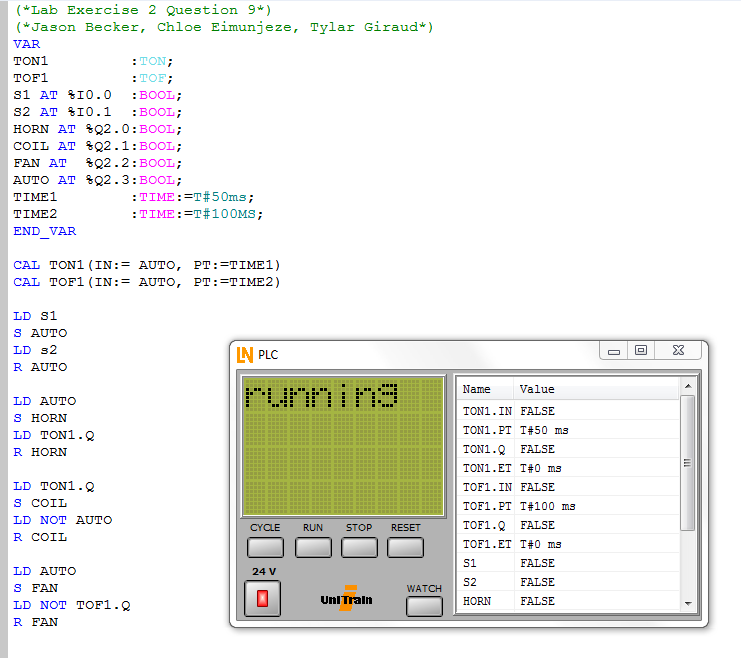 (*Lab Exercise 2 Question 9*)
(*Jason Becker, Chloe Eimunjeze, Tylar Giraud*)
VAR
TON1 :TON;
TOF1 :TOF;
S1 AT %I0.0 :BOOL;
S2 AT %I0.1 :BOOL;
HORN AT %Q2.0:BOOL;
COIL AT %Q2.1:BOOL;
FAN AT %Q2.2:BOOL;
AUTO AT %Q2.3:BOOL;
TIME1 :TIME:=T#50ms;
TIME2 :TIME:=T#100MS;
END_VAR
CAL TON1(IN:= AUTO, PT:=TIME1)
CAL TOF1(IN:= AUTO, PT:=TIME2)
LD S1
S AUTO
LD s2
R AUTO
LD AUTO
S HORN
LD TON1.Q
R HORN
LD TON1.Q
S COIL
LD NOT AUTO
R COIL
LD AUTO
S FAN
LD NOT TOF1.Q
R FAN
LN PLC
running
CYCLE RUN STOP RESET
24 V
UniTrain
WATCH
Name Value
TON1.IN FALSE
TON1.PT T#50 ms
TON1.Q FALSE
TON1.ET T#0 ms
TOF1.IN FALSE
TOF1.PT T#100 ms
TOF1.Q FALSE
TOF1.ET T#0 ms
S1 FALSE
S2 FALSE
HORN FALSE